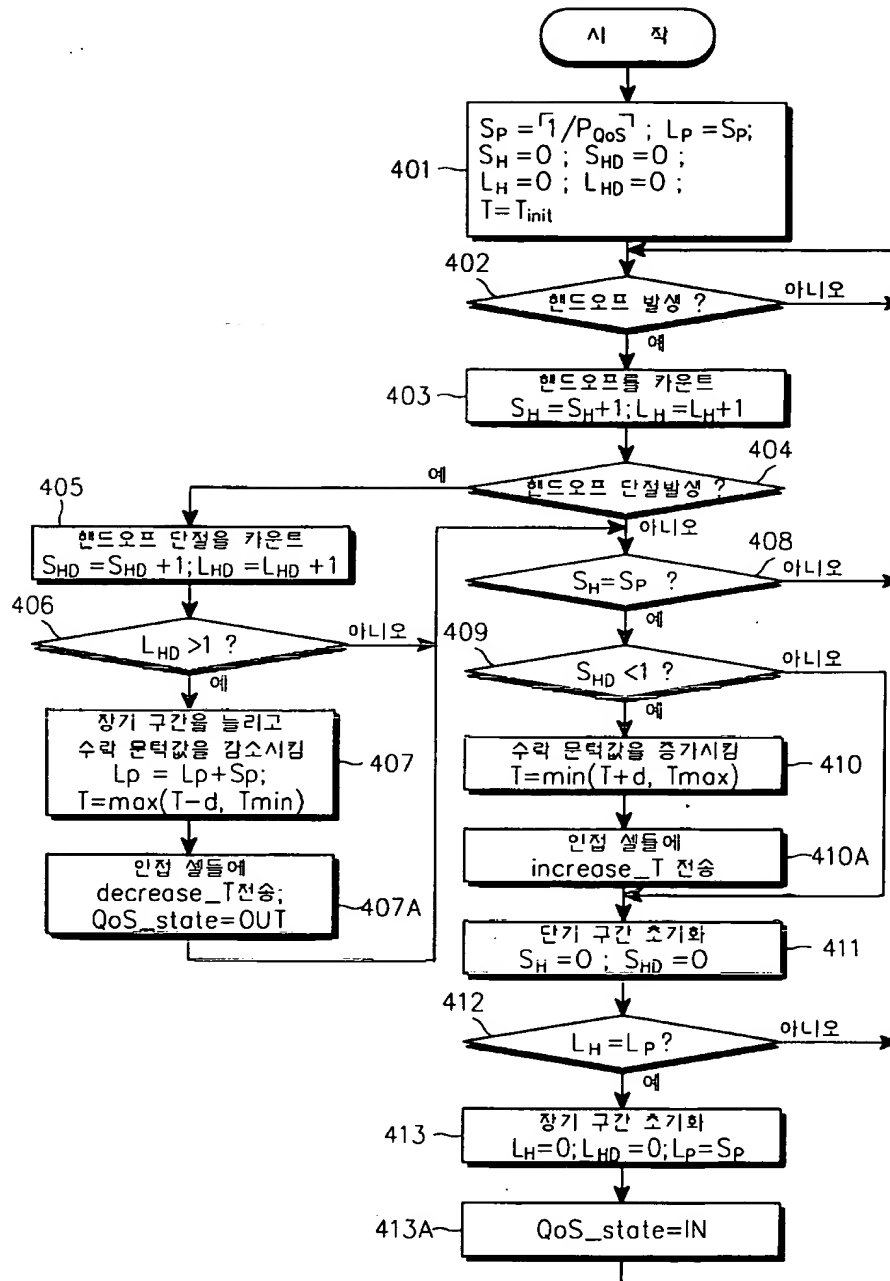 시 작
401
S_P = ⌈1/P_QoS⌉ ; L_P = S_P;
S_H = 0 ; S_HD = 0 ;
L_H = 0 ; L_HD = 0 ;
T = T_init
402
핸드오프 발생 ?
아니오
예
403
핸드오프를 카운트
S_H = S_H+1; L_H = L_H+1
404
핸드오프 단절발생 ?
예
아니오
405
핸드오프 단절을 카운트
S_HD = S_HD +1; L_HD = L_HD +1
406
L_HD >1 ?
아니오
예
장기 구간을 늘리고
수락 문턱값을 감소시킴
Lp = Lp+Sp;
T=max(T-d, Tmin)
407
인접 셀들에
decrease_T전송;
QoS_state=OUT
407A
408
S_H = S_P ?
아니오
예
409
S_HD <1 ?
아니오
예
수락 문턱값을 증가시킴
T=min(T+d, Tmax)
410
인접 셀들에
increase_T 전송
410A
단기 구간 초기화
S_H = 0 ; S_HD = 0
411
412
L_H = L_P ?
아니오
예
413
장기 구간 초기화
L_H=0; L_HD=0; L_P=S_P
413A
QoS_state=IN